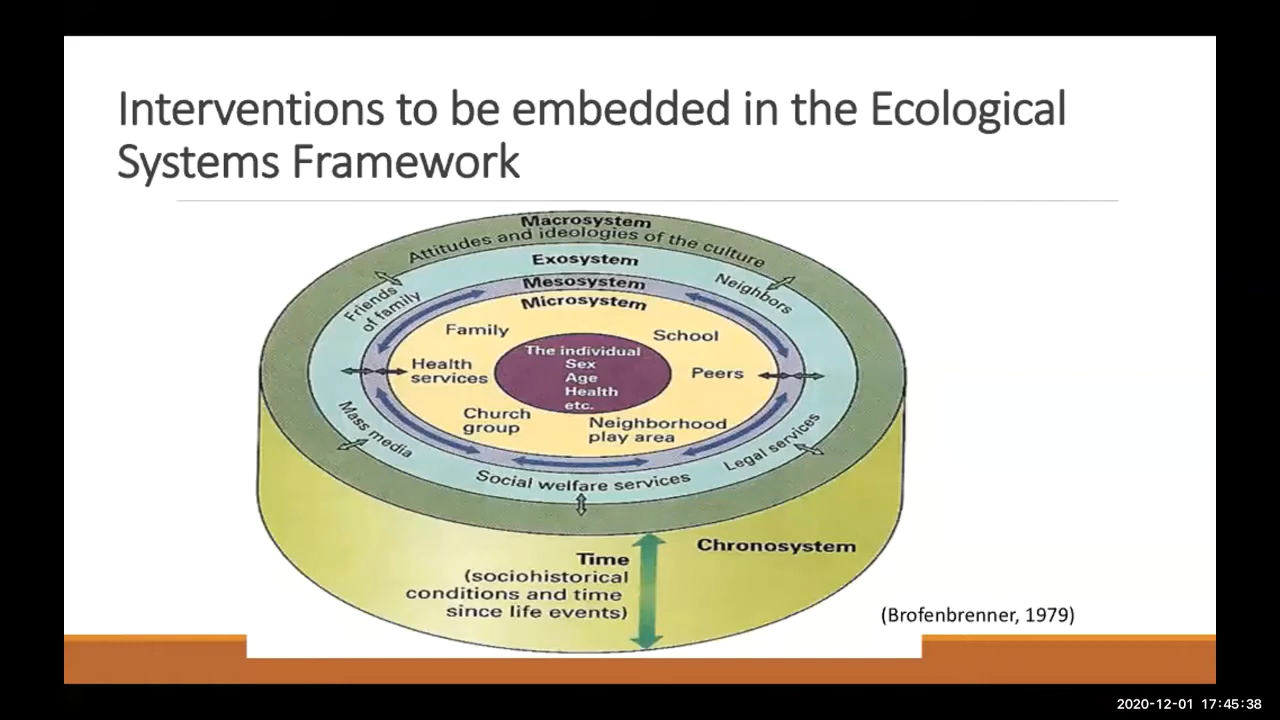 Interventions to be embedded in the Ecological
Systems Framework
Macrosystem
Attitudes and ideologies of the culture
Exosystem
Mesosystem
Microsystem
Friends
of family
Neighbors
Family
School
The individual
Sex
Age
Health
etc.
Health
services
Peers
Church
group
Neighborhood
play area
Mass media
Legal services
Social welfare services
Chronosystem
Time
(sociohistorical
conditions and time
since life events)
(Brofenbrenner, 1979)
2020-12-01 17:45:38